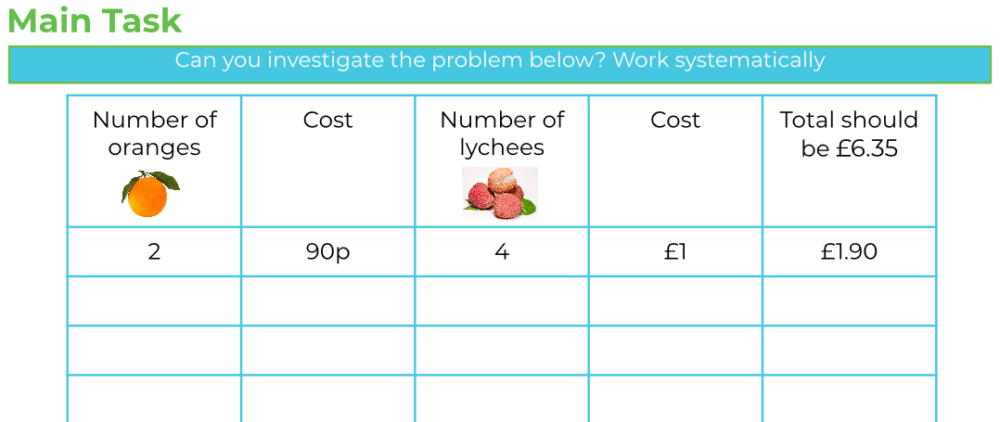 Main Task
Can you investigate the problem below? Work systematically
Number of oranges
Cost
Number of lychees
Cost
Total should be £6.35
2
90p
4
£1
£1.90